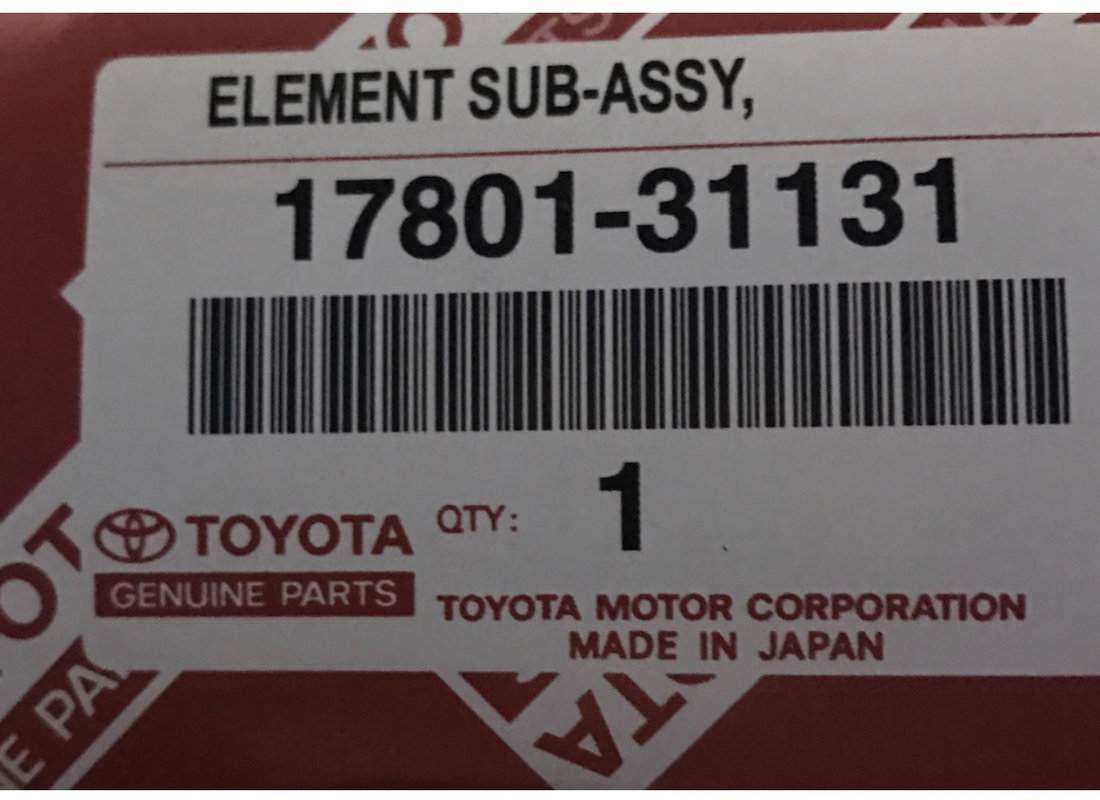 ELEMENT SUB-ASSY,
17801-31131
QTY: 1
TOYOTA
GENUINE PARTS
TOYOTA MOTOR CORPORATION
MADE IN JAPAN